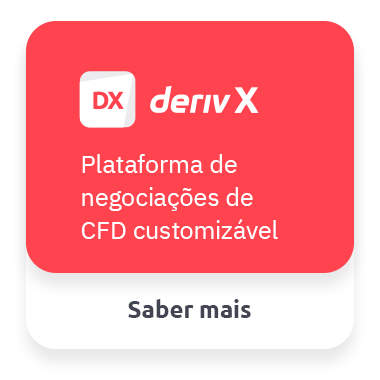 DX deriv X
Plataforma de
negociações de
CFD customizável
Saber mais